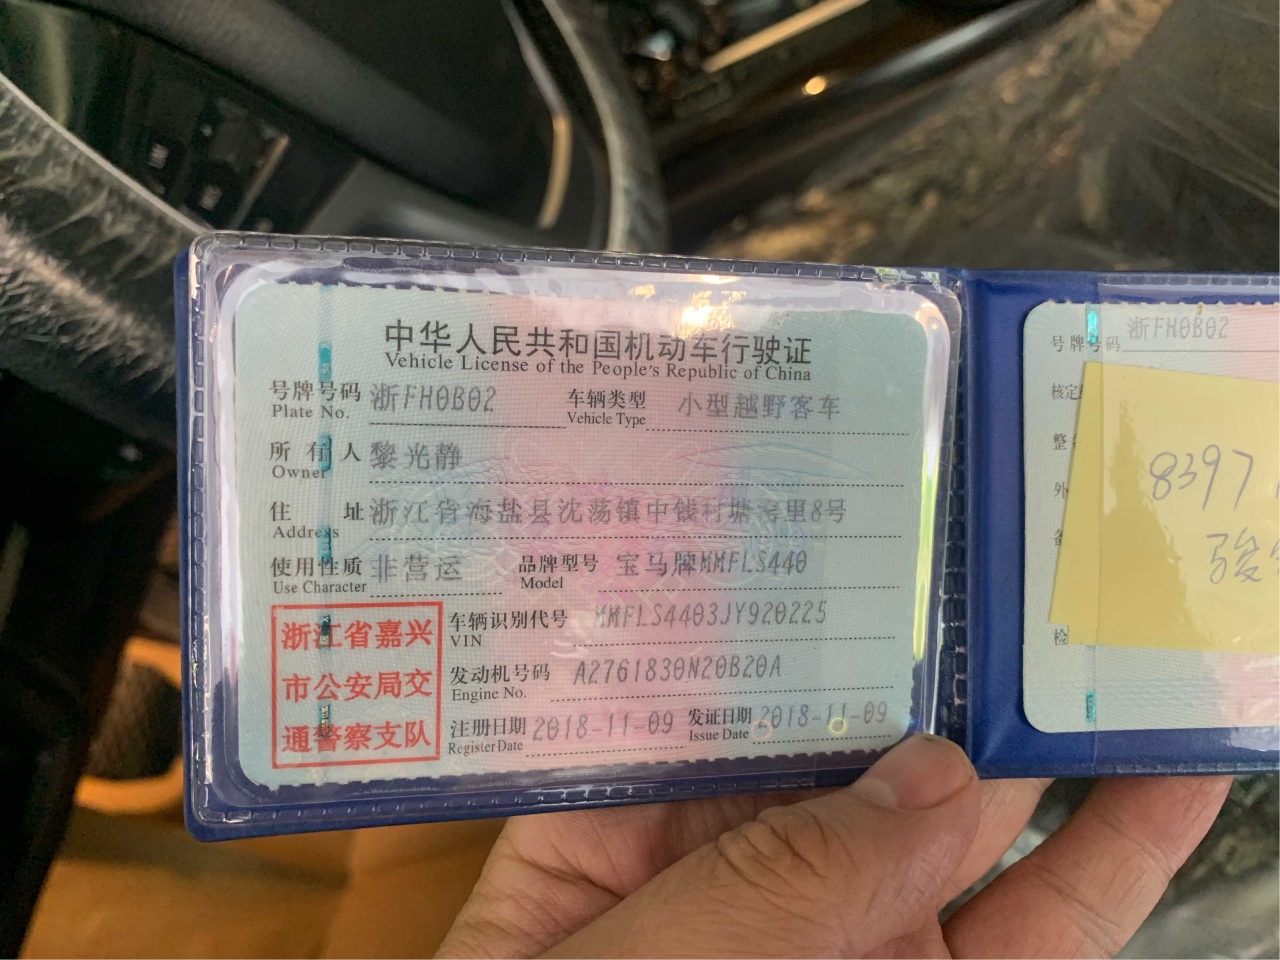 中华人民共和国机动车行驶证
Vehicle License of the People's Republic of China
号牌号码 浙FH0B02 车辆类型 小型越野客车
Plate No. Vehicle Type
所有人 黎光静
Owner
住址 浙江省海盐县沈荡镇中钱村塘湾里8号
Address
使用性质 非营运 品牌型号 宝马牌MMFLS440
Use Character Model
浙江省嘉兴
市公安局交
通警察支队
车辆识别代号 MMFLS4403JY920225
VIN
发动机号码 A2761830N20B20A
Engine No.
注册日期 2018-11-09 发证日期 2018-11-09
Register Date Issue Date
号牌号码 浙FH0B02
核定
整
外
检
8397
骏